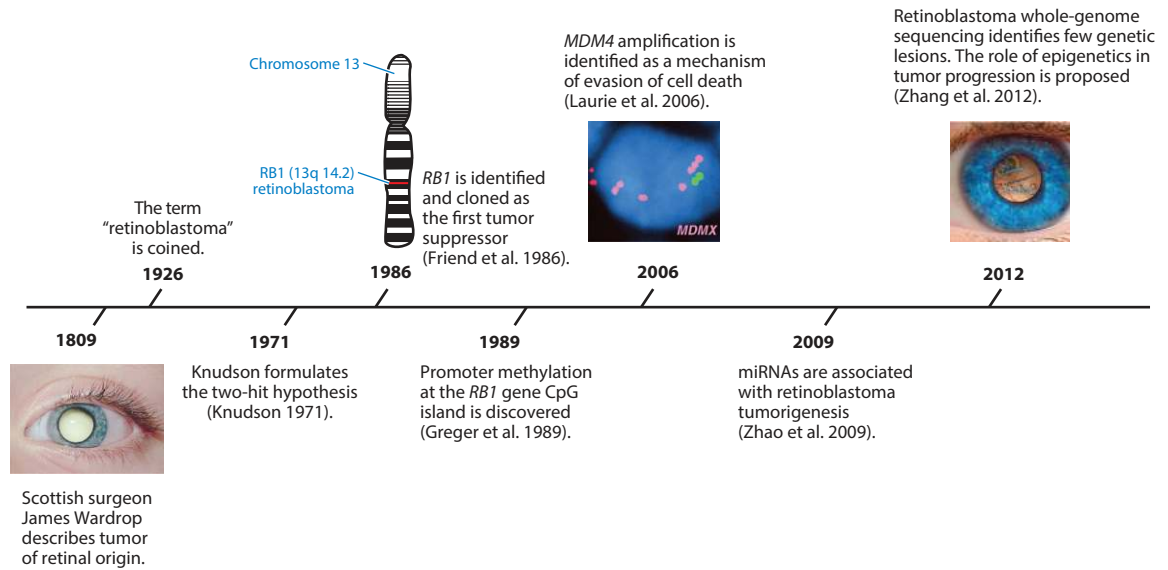 Retinoblastoma whole-genome
sequencing identifies few genetic
lesions. The role of epigenetics in
tumor progression is proposed
(Zhang et al. 2012).
MDM4 amplification is
identified as a mechanism
of evasion of cell death
(Laurie et al. 2006).
Chromosome 13
RB1 (13q 14.2)
retinoblastoma
RB1 is identified
and cloned as
the first tumor
suppressor
(Friend et al. 1986).
The term
“retinoblastoma”
is coined.
MDMX
1926
1986
2006
2012
1809
1971
1989
2009
Knudson formulates
the two-hit hypothesis
(Knudson 1971).
Promoter methylation
at the RB1 gene CpG
island is discovered
(Greger et al. 1989).
miRNAs are associated
with retinoblastoma
tumorigenesis
(Zhao et al. 2009).
Scottish surgeon
James Wardrop
describes tumor
of retinal origin.